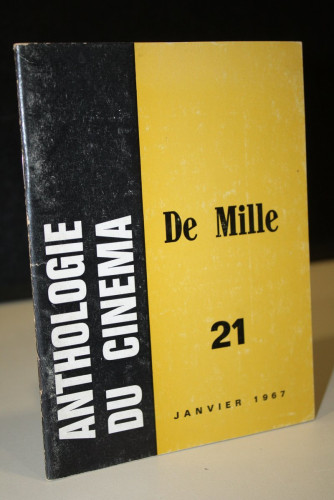 ANTHOLOGIE
DU CINEMA
De Mille
21
JANVIER 1967